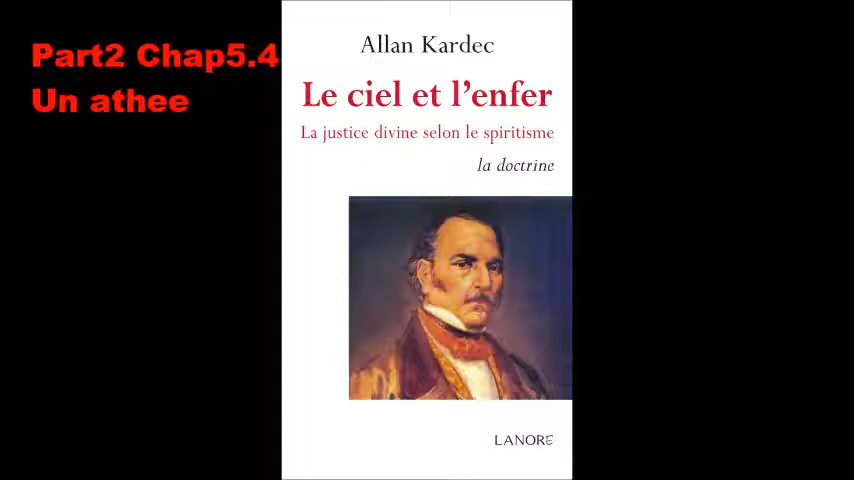 Part2 Chap5.4
Un athee
Allan Kardec
Le ciel et l'enfer
La justice divine selon le spiritisme
la doctrine
LANORE